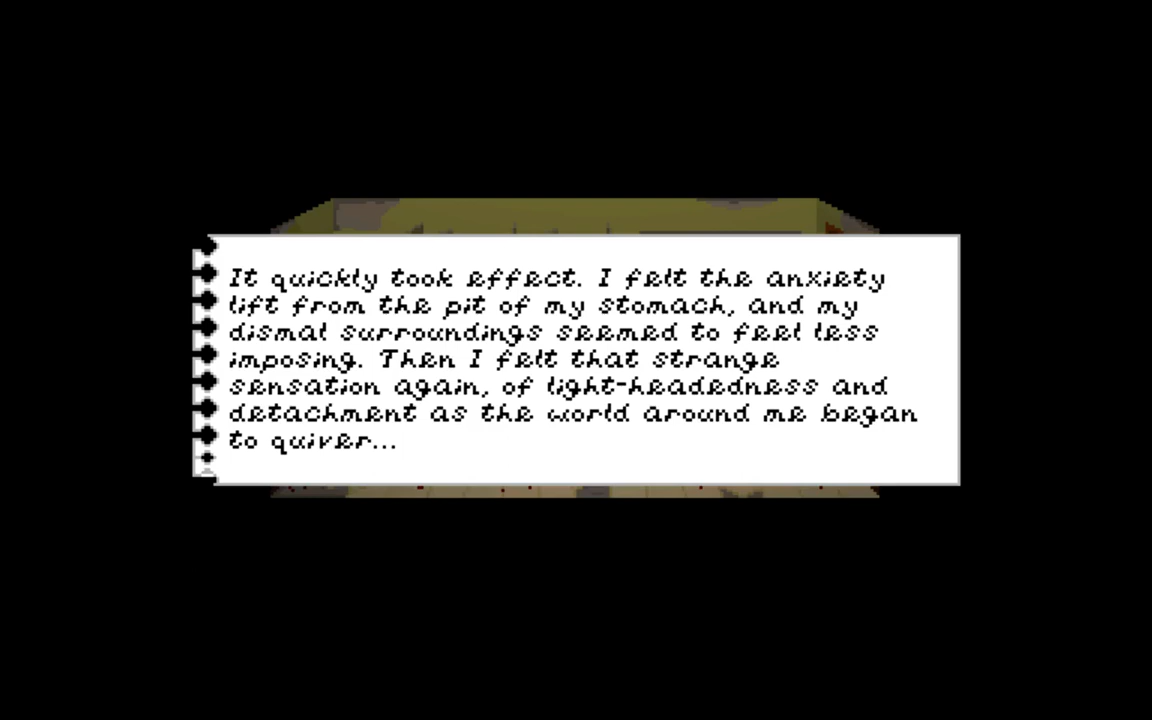 It quickly took effect. I felt the anxiety
lift from the pit of my stomach, and my
dismal surroundings seemed to feel less
imposing. Then I felt that strange
sensation again, of light-headedness and
detachment as the world around me began
to quiver...